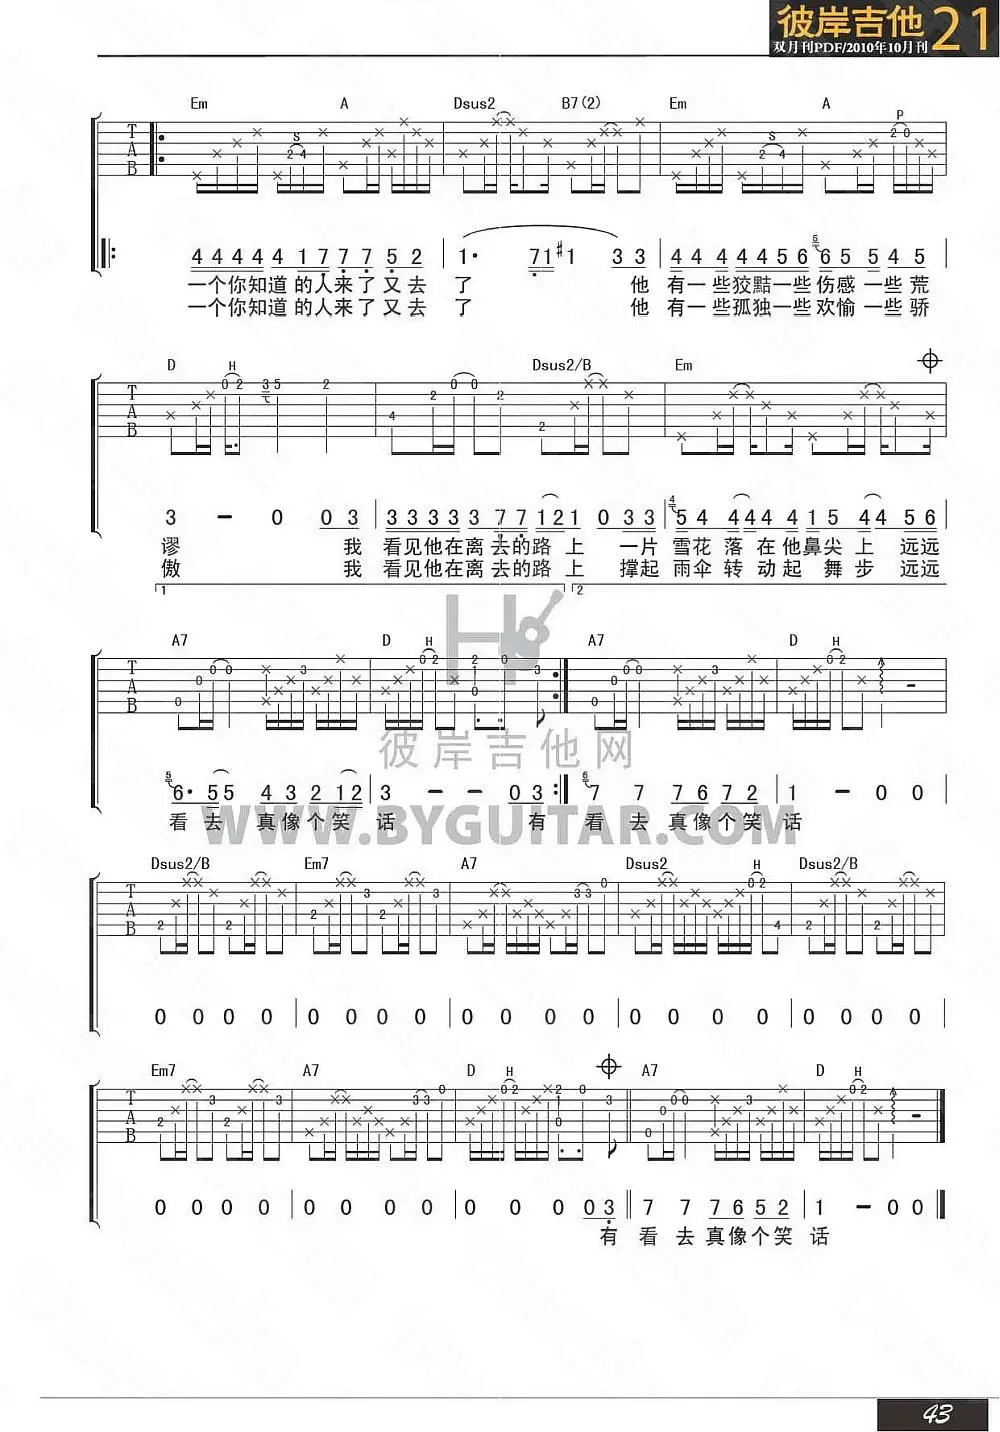 彼岸吉他 21
双月刊PDF/2010年10月刊
Em A Dsus2 B7(2) Em A
S S P
4 4 4 4 4 1 7 7 7 5 2 1· 7 1 #1 3 3 4 4 4 4 4 5 6 6 5 5 4 5
一个你知道的人来了又去 了 他 有一些狡黠一些伤感一些荒
一个你知道的人来了又去 了 他 有一些孤独一些欢愉一些骄
D H Dsus2/B Em
3 - 0 0 3 3 3 3 3 3 7 7 1 2 1 0 3 3 5 4 4 4 4 4 1 5 4 4 5 6
谬 我 看见他在离去的路上 一片 雪花 落 在他鼻尖 上 远远
傲 我 看见他在离去的路上 撑起 雨伞 转 动起 舞步 远远
1 2
A7 D H A7 D H
彼岸吉他网
6· 5 5 4 3 2 1 2 3 - - 0 3 7 7 7 6 7 2 1 - 0 0
WWW.BYGUITAR.COM
看 去 真像个笑 话 有 看 去 真像个笑 话
Dsus2/B Em7 A7 Dsus2 H Dsus2/B
0 0 0 0 0 0 0 0 0 0 0 0 0 0 0 0 0 0 0 0
Em7 A7 D H A7 D H
0 0 0 0 0 0 0 0 0 0 0 0 3 7 7 7 6 5 2 1 - 0 0
有 看 去 真像个笑 话
43